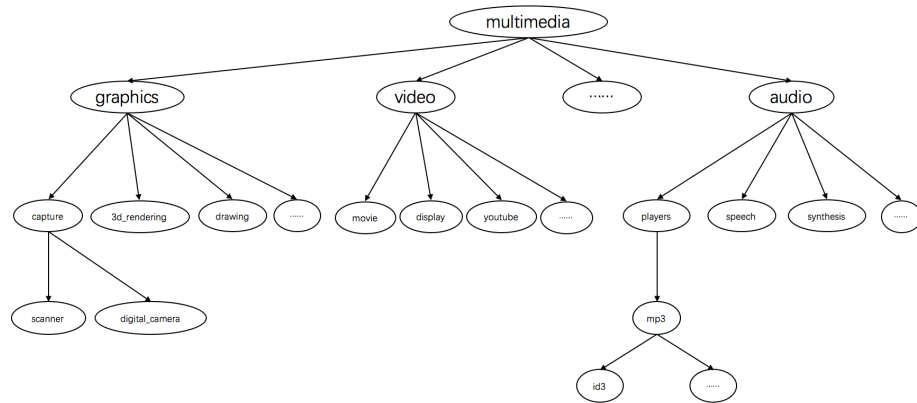 multimedia
graphics
video
······
audio
capture
3d_rendering
drawing
······
movie
display
youtube
······
players
speech
synthesis
······
scanner
digital_camera
mp3
id3
······